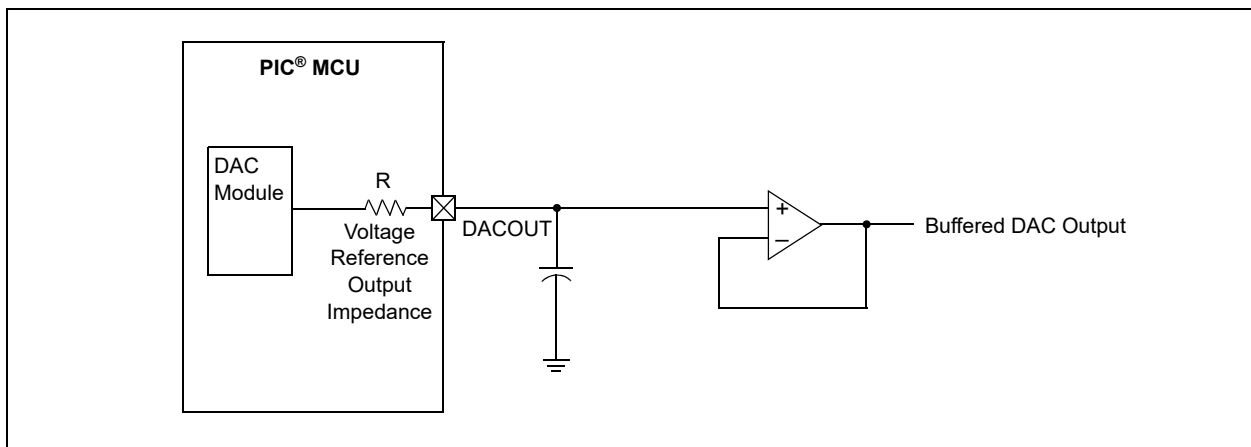 PIC® MCU
DAC
Module
R
Voltage
Reference
Output
Impedance
DACOUT
+
–
Buffered DAC Output